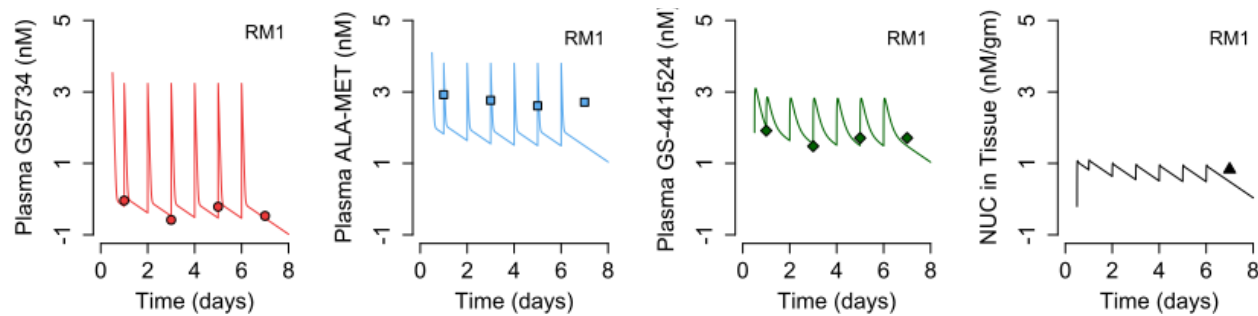 Plasma GS5734 (nM)
5
3
1
-1
RM1
0 2 4 6 8
Time (days)
Plasma ALA-MET (nM)
5
3
1
-1
RM1
0 2 4 6 8
Time (days)
Plasma GS-441524 (nM)
5
3
1
-1
RM1
0 2 4 6 8
Time (days)
NUC in Tissue (nM/gm)
5
3
1
-1
RM1
0 2 4 6 8
Time (days)